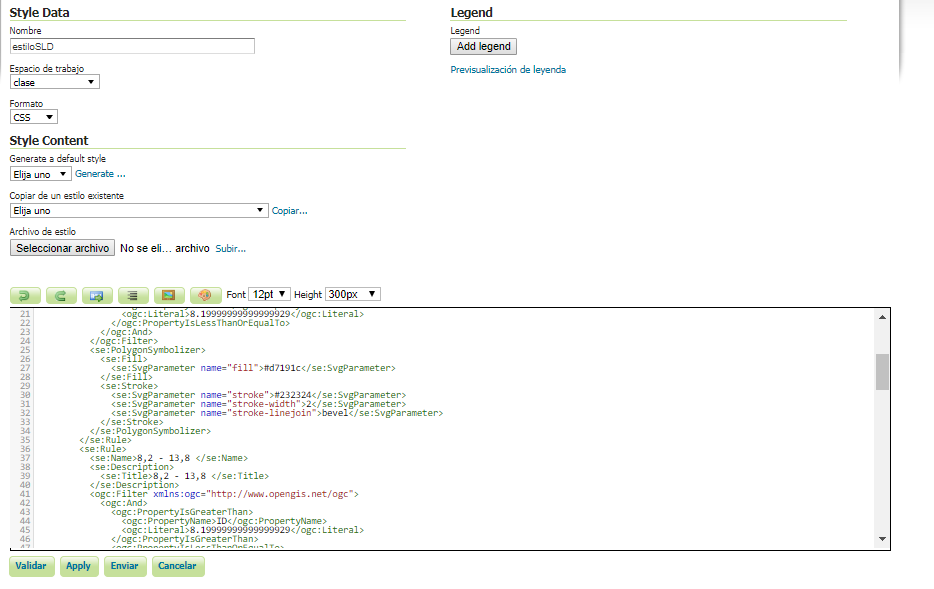 Style Data
Nombre
estiloSLD
Espacio de trabajo
clase
Formato
CSS
Style Content
Generate a default style
Elija uno Generate ...
Copiar de un estilo existente
Elija uno Copiar...
Archivo de estilo
Seleccionar archivo No se eli... archivo Subir...
Legend
Legend
Add legend
Previsualización de leyenda
Font 12pt Height 300px
21 <ogc:Literal>8.19999999999999929</ogc:Literal>
22 </ogc:PropertyIsLessThanOrEqualTo>
23 </ogc:And>
24 </ogc:Filter>
25 <se:PolygonSymbolizer>
26 <se:Fill>
27 <se:SvgParameter name="fill">#d7191c</se:SvgParameter>
28 </se:Fill>
29 <se:Stroke>
30 <se:SvgParameter name="stroke">#232324</se:SvgParameter>
31 <se:SvgParameter name="stroke-width">2</se:SvgParameter>
32 <se:SvgParameter name="stroke-linejoin">bevel</se:SvgParameter>
33 </se:Stroke>
34 </se:PolygonSymbolizer>
35 </se:Rule>
36 <se:Rule>
37 <se:Name>8,2 - 13,8 </se:Name>
38 <se:Description>
39 <se:Title>8,2 - 13,8 </se:Title>
40 </se:Description>
41 <ogc:Filter xmlns:ogc="http://www.opengis.net/ogc">
42 <ogc:And>
43 <ogc:PropertyIsGreaterThan>
44 <ogc:PropertyName>ID</ogc:PropertyName>
45 <ogc:Literal>8.19999999999999929</ogc:Literal>
46 </ogc:PropertyIsGreaterThan>
47 <ogc:PropertyIsLessThanOrEqualTo>
Validar Apply Enviar Cancelar